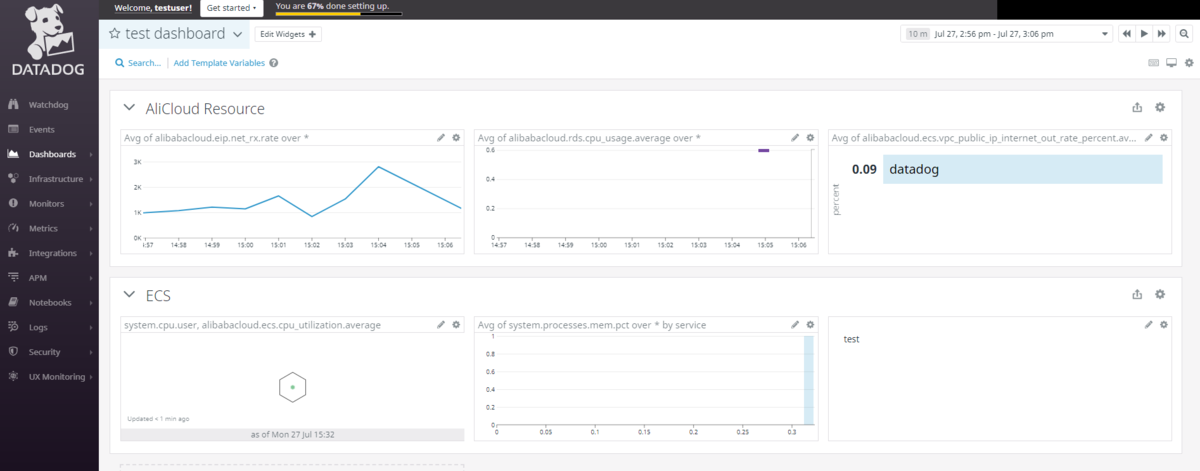 Welcome, testuser! Get started You are 67% done setting up.
DATADOG
test dashboard Edit Widgets + 10 m Jul 27, 2:56 pm - Jul 27, 3:06 pm
Search... Add Template Variables ?
Watchdog
Events
Dashboards
Infrastructure
Monitors
Metrics
Integrations
APM
Notebooks
Logs
Security
UX Monitoring
AliCloud Resource
Avg of alibabacloud.eip.net_rx.rate over *
3K
2K
1K
0K
14:58 14:59 15:00 15:01 15:02 15:03 15:04 15:05 15:06
Avg of alibabacloud.rds.cpu_usage.average over *
0.6
0.4
0.2
0
14:57 14:58 14:59 15:00 15:01 15:02 15:03 15:04 15:05 15:06
Avg of alibabacloud.ecs.vpc_public_ip_internet_out_rate_percent.av...
0.09 datadog
percent
ECS
system.cpu.user, alibabacloud.ecs.cpu_utilization.average
Updated < 1 min ago
as of Mon 27 Jul 15:32
Avg of system.processes.mem.pct over * by service
1
0.8
0.6
0.4
0.2
0
0 0.05 0.1 0.15 0.2 0.25 0.3
test